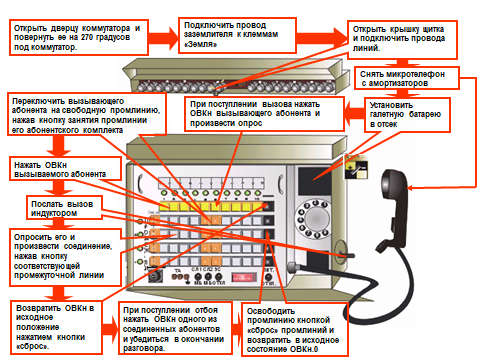 Открыть дверцу коммутатора и
повернуть ее на 270 градусов
под коммутатор.
Подключить провод
заземлителя к клеммам
«Земля»
Открыть
крышку щитка
и подключить провода
линий.
Снять микротелефон
с амортизаторов
Установить
галетную батарею
в отсек
При поступлении вызова нажать
ОВКн вызывающего абонента и
произвести опрос
Переключить вызывающего
абонента на свободную промлинию,
нажав кнопку занятия промлинии
его абонентского комплекта
Нажать ОВКн
вызываемого абонента
Послать вызов
индуктором
Опросить его и
произвести соединение,
нажав кнопку
соответствующей
промежуточной линии
Возвратить ОВКн в
исходное
положение
нажатием кнопки
«сброс».
При поступлении отбоя
нажать ОВКн одного из
соединенных абонентов
и убедиться в окончании
разговора.
Освободить
промлинию кнопкой
«сброс» промлиний и
возвратить в исходное
состояние ОВКн.0
ТА